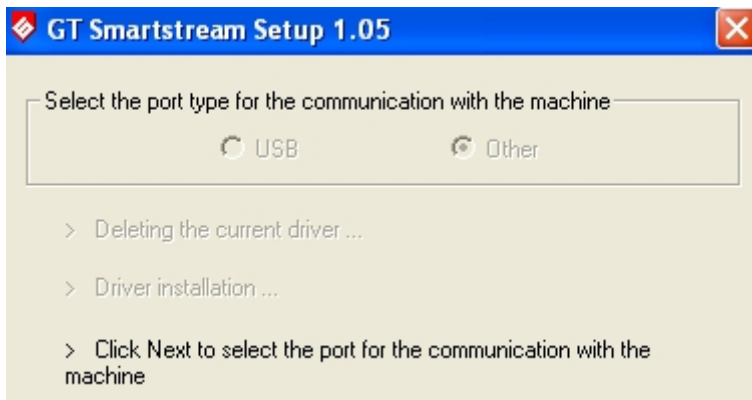 GT Smartstream Setup 1.05
Select the port type for the communication with the machine
USB Other
> Deleting the current driver ...
> Driver installation ...
> Click Next to select the port for the communication with the
machine